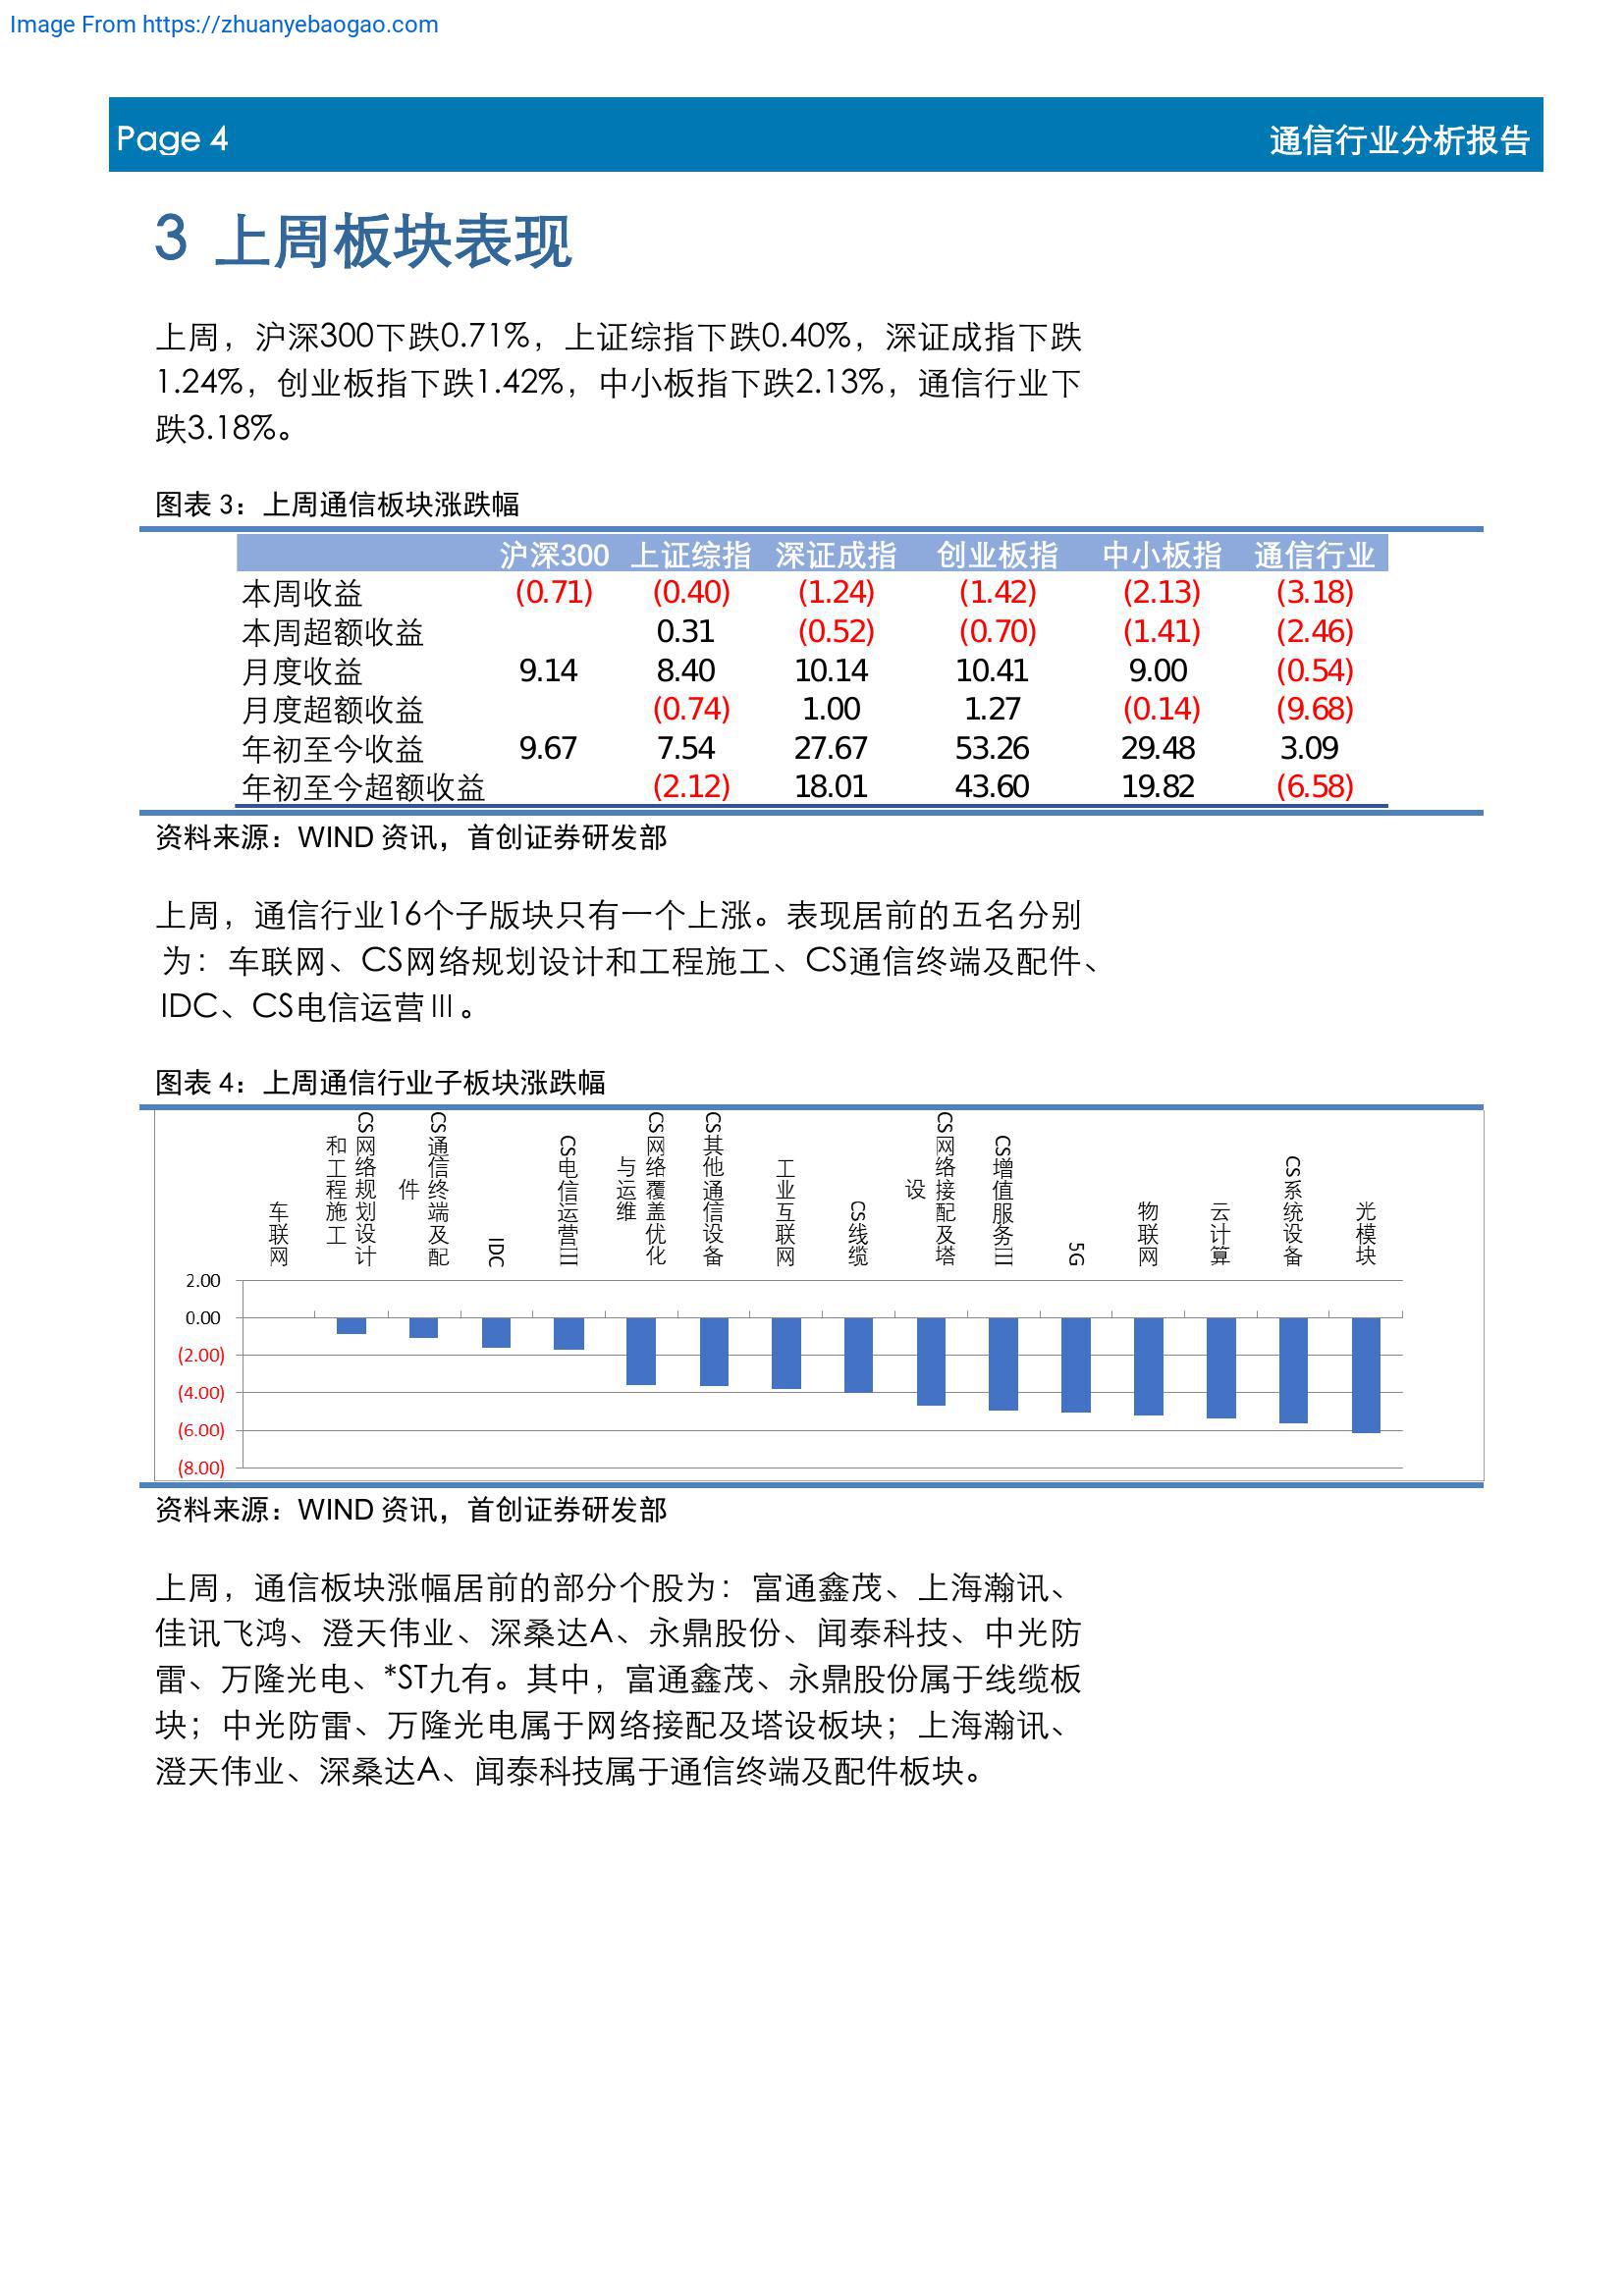 Image From https://zhuanyebaogao.com
Page 4 通信行业分析报告
3 上周板块表现
上周，沪深300下跌0.71%，上证综指下跌0.40%，深证成指下跌
1.24%，创业板指下跌1.42%，中小板指下跌2.13%，通信行业下
跌3.18%。
图表 3：上周通信板块涨跌幅
沪深300 上证综指 深证成指 创业板指 中小板指 通信行业
本周收益 (0.71) (0.40) (1.24) (1.42) (2.13) (3.18)
本周超额收益 0.31 (0.52) (0.70) (1.41) (2.46)
月度收益 9.14 8.40 10.14 10.41 9.00 (0.54)
月度超额收益 (0.74) 1.00 1.27 (0.14) (9.68)
年初至今收益 9.67 7.54 27.67 53.26 29.48 3.09
年初至今超额收益 (2.12) 18.01 43.60 19.82 (6.58)
资料来源：WIND 资讯，首创证券研发部
上周，通信行业16个子版块只有一个上涨。表现居前的五名分别
为：车联网、CS网络规划设计和工程施工、CS通信终端及配件、
IDC、CS电信运营Ⅲ。
图表 4：上周通信行业子板块涨跌幅
车联网
CS网络规划设计
和工程施工
CS通信终端及配
件
IDC
CS电信运营Ⅲ
CS网络覆盖优化
与运维
CS其他通信设备
工业互联网
CS线缆
CS网络接配及塔
设
CS增值服务Ⅲ
5G
物联网
云计算
CS系统设备
光模块
2.00
0.00
(2.00)
(4.00)
(6.00)
(8.00)
资料来源：WIND 资讯，首创证券研发部
上周，通信板块涨幅居前的部分个股为：富通鑫茂、上海瀚讯、
佳讯飞鸿、澄天伟业、深桑达A、永鼎股份、闻泰科技、中光防
雷、万隆光电、*ST九有。其中，富通鑫茂、永鼎股份属于线缆板
块；中光防雷、万隆光电属于网络接配及塔设板块；上海瀚讯、
澄天伟业、深桑达A、闻泰科技属于通信终端及配件板块。